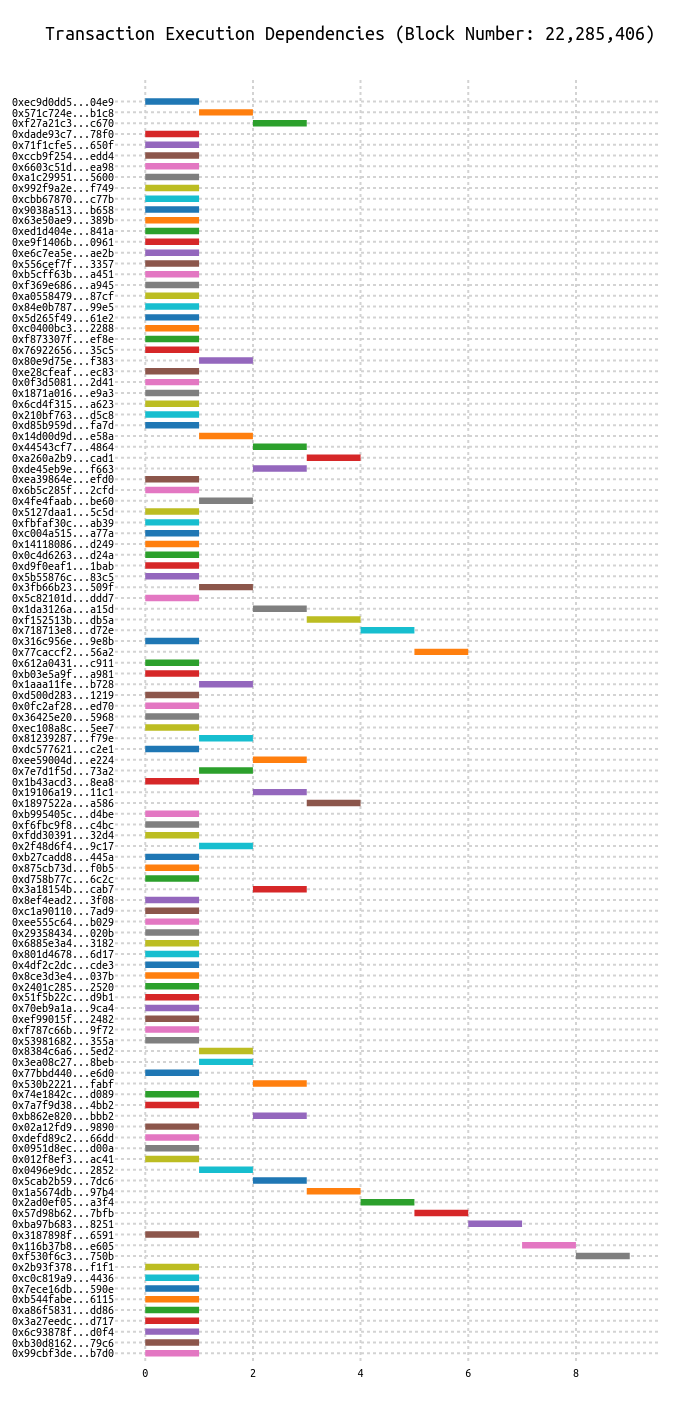 Transaction Execution Dependencies (Block Number: 22,285,406)
0xec9d0dd5...04e9
0x571c724e...b1c8
0xf27a21c3...c670
0xdade93c7...78f0
0x71f1cfe5...650f
0xccb9f254...edd4
0x6603c51d...ea98
0xa1c29951...5600
0x992f9a2e...f749
0xcbb67870...c77b
0x9038a513...b658
0x63e50ae9...389b
0xed1d404e...841a
0xe9f1406b...0961
0xe6c7ea5e...ae2b
0x556cef7f...3357
0xb5cff63b...a451
0xf369e686...a945
0xa0558479...87cf
0x84e0b787...99e5
0x5d265f49...61e2
0xc0400bc3...2288
0xf873307f...ef8e
0x76922656...35c5
0x80e9d75e...f383
0xe28cfeaf...ec83
0x0f3d5081...2d41
0x1871a016...e9a3
0x6cd4f315...a623
0x210bf763...d5c8
0xd85b959d...fa7d
0x14d00d9d...e58a
0x44543cf7...4864
0xa260a2b9...cad1
0xde45eb9e...f663
0xea39864e...efd0
0x6b5c285f...2cfd
0x4fe4faab...be60
0x5127daa1...5c5d
0xfbfaf30c...ab39
0xc004a515...a77a
0x14118086...d249
0x0c4d6263...d24a
0xd9f0eaf1...1bab
0x5b55876c...83c5
0x3fb66b23...509f
0x5c82101d...ddd7
0x1da3126a...a15d
0xf152513b...db5a
0x718713e8...d72e
0x316c956e...9e8b
0x77caccf2...56a2
0x612a0431...c911
0xb03e5a9f...a981
0x1aaa11fe...b728
0xd500d283...1219
0x0fc2af28...ed70
0x36425e20...5968
0xec108a8c...5ee7
0x81239287...f79e
0xdc577621...c2e1
0xee59004d...e224
0x7e7d1f5d...73a2
0x1b43acd3...8ea8
0x19106a19...11c1
0x1897522a...a586
0xb995405c...d4be
0xf6fbc9f8...c4bc
0xfdd30391...32d4
0x2f48d6f4...9c17
0xb27cadd8...445a
0x875cb73d...f0b5
0xd758b77c...6c2c
0x3a18154b...cab7
0x8ef4ead2...3f08
0xc1a90110...7ad9
0xee555c64...b029
0x29358434...020b
0x6885e3a4...3182
0x801d4678...6d17
0x4df2c2dc...cde3
0x8ce3d3e4...037b
0x2401c285...2520
0x51f5b22c...d9b1
0x70eb9a1a...9ca4
0xef99015f...2482
0xf787c66b...9f72
0x53981682...355a
0x8384c6a6...5ed2
0x3ea08c27...8beb
0x77bbd440...e6d0
0x530b2221...fabf
0x74e1842c...d089
0x7a7f9d38...4bb2
0xb862e820...bbb2
0x02a12fd9...9890
0xdefd89c2...66dd
0x0951d8ec...d00a
0x012f8ef3...ac41
0x0496e9dc...2852
0x5cab2b59...7dc6
0x1a5674db...97b4
0x2ad0ef05...a3f4
0x57d98b62...7bfb
0xba97b683...8251
0x3187898f...6591
0x116b37b8...e605
0xf530f6c3...750b
0x2b93f378...f1f1
0xc0c819a9...4436
0x7ece16db...590e
0xb544fabe...6115
0xa86f5831...dd86
0x3a27eedc...d717
0x6c93878f...d0f4
0xb30d8162...79c6
0x99cbf3de...b7d0
0 2 4 6 8